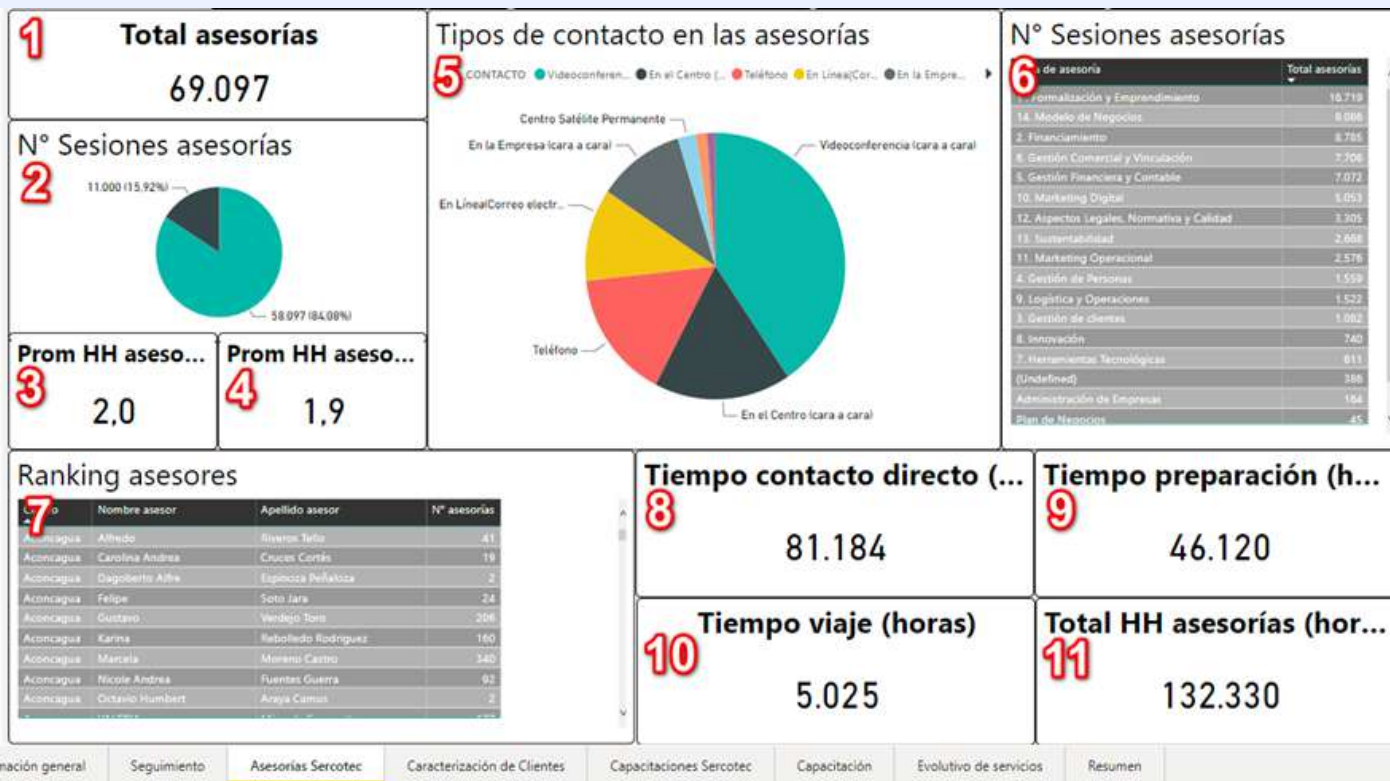 1
Total asesorías
69.097
N° Sesiones asesorías
2
11.000 (15,92%)
58.097 (84,08%)
Prom HH aseso...
3
2,0
Prom HH aseso...
4
1,9
Tipos de contacto en las asesorías
5
CONTACTO Videoconferen... En el Centro (... Teléfono En Línea(Cor... En la Empre...
Centro Satélite Permanente
En la Empresa (cara a cara)
Videoconferencia (cara a cara)
En Línea(Correo electr...
Teléfono
En el Centro (cara a cara)
N° Sesiones asesorías
6
de asesoría Total asesorías
Formalización y Emprendimiento 16.719
14. Modelo de Negocios
2. Financiamiento 8.785
6. Gestión Comercial y Vinculación 7.706
5. Gestión Financiera y Contable 7.072
10. Marketing Digital 5.053
12. Aspectos Legales, Normativa y Calidad 3.305
13. Sustentabilidad 2.668
11. Marketing Operacional 2.576
4. Gestión de Personas 1.559
9. Logística y Operaciones 1.522
3. Gestión de clientes 1.082
8. Innovación 740
7. Herramientas Tecnológicas 611
(Undefined) 386
Administración de Empresas 164
Plan de Negocios 45
Ranking asesores
7
Nombre asesor Apellido asesor N° asesorías
Aconcagua Alfredo Riveros Tello 41
Aconcagua Carolina Andrea Cruces Cortés 19
Aconcagua Dagoberto Alfre Espinoza Peñaloza 2
Aconcagua Felipe Soto Jara 24
Aconcagua Gustavo Verdejo Toro 206
Aconcagua Karina Rebolledo Rodriguez 160
Aconcagua Marcela Moreno Castro 340
Aconcagua Nicole Andrea Fuentes Guerra 92
Aconcagua Octavio Humbert Araya Camus 2
Tiempo contacto directo (...
8
81.184
Tiempo preparación (h...
9
46.120
Tiempo viaje (horas)
10
5.025
Total HH asesorías (hor...
11
132.330
mación general Seguimiento Asesorías Sercotec Caracterización de Clientes Capacitaciones Sercotec Capacitación Evolutivo de servicios Resumen